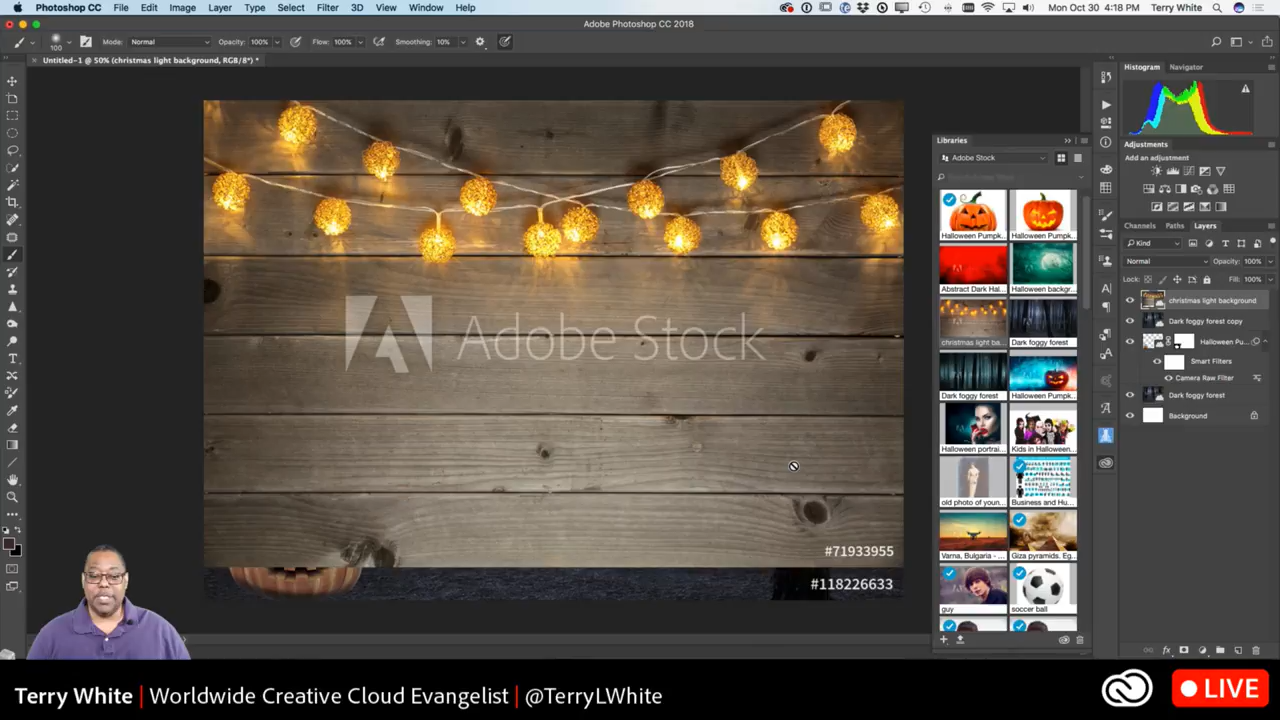 Photoshop CC File Edit Image Layer Type Select Filter 3D View Window Help Mon Oct 30 4:18 PM Terry White
Adobe Photoshop CC 2018
100 Mode: Normal Opacity: 100% Flow: 100% Smoothing: 10%
Untitled-1 @ 50% (christmas light background, RGB/8*) *
Histogram Navigator
Libraries
Adobe Stock
Halloween Pumpk... Halloween Pumpk...
Abstract Dark Hal... Halloween backgr...
christmas light ba... Dark foggy forest
Dark foggy forest Halloween Pumpk...
Halloween portrai... Kids in Halloween...
old photo of youn... Business and Hu...
Varna, Bulgaria - ... Giza pyramids. Eg...
guy soccer ball
Adjustments
Add an adjustment
Channels Paths Layers
Kind
Normal Opacity: 100%
Lock: Fill: 100%
christmas light background
Dark foggy forest copy
Halloween Pu...
Smart Filters
Camera Raw Filter
Dark foggy forest
Background
Adobe Stock
#71933955
#118226633
Terry White | Worldwide Creative Cloud Evangelist | @TerryLWhite
LIVE